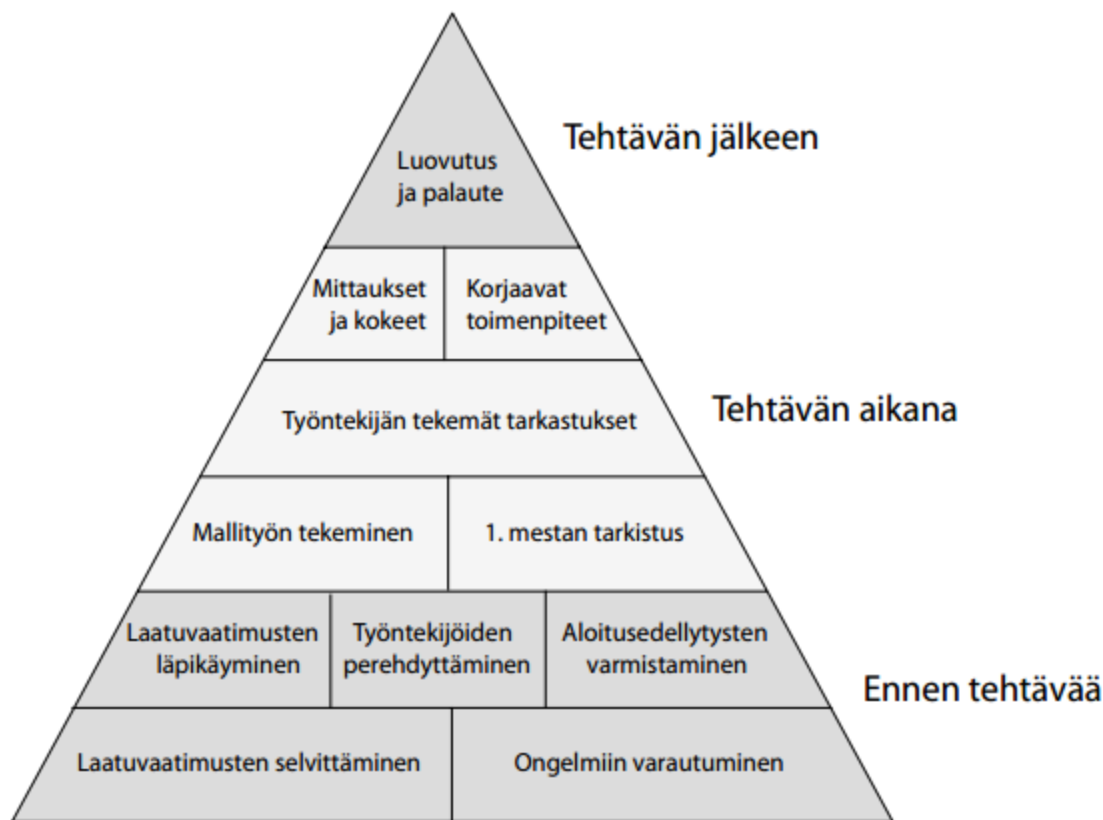 Tehtävän jälkeen
Luovutus
ja palaute
Mittaukset
ja kokeet
Korjaavat
toimenpiteet
Työntekijän tekemät tarkastukset
Tehtävän aikana
Mallityön tekeminen
1. mestan tarkistus
Laatuvaatimusten
läpikäyminen
Työntekijöiden
perehdyttäminen
Aloitusedellytysten
varmistaminen
Ennen tehtävää
Laatuvaatimusten selvittäminen
Ongelmiin varautuminen